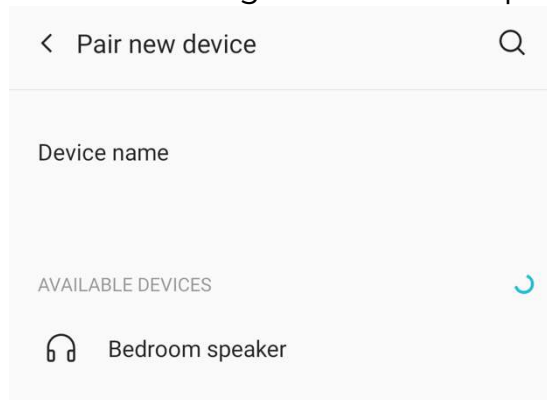 Pair new device
Device name
AVAILABLE DEVICES
Bedroom speaker